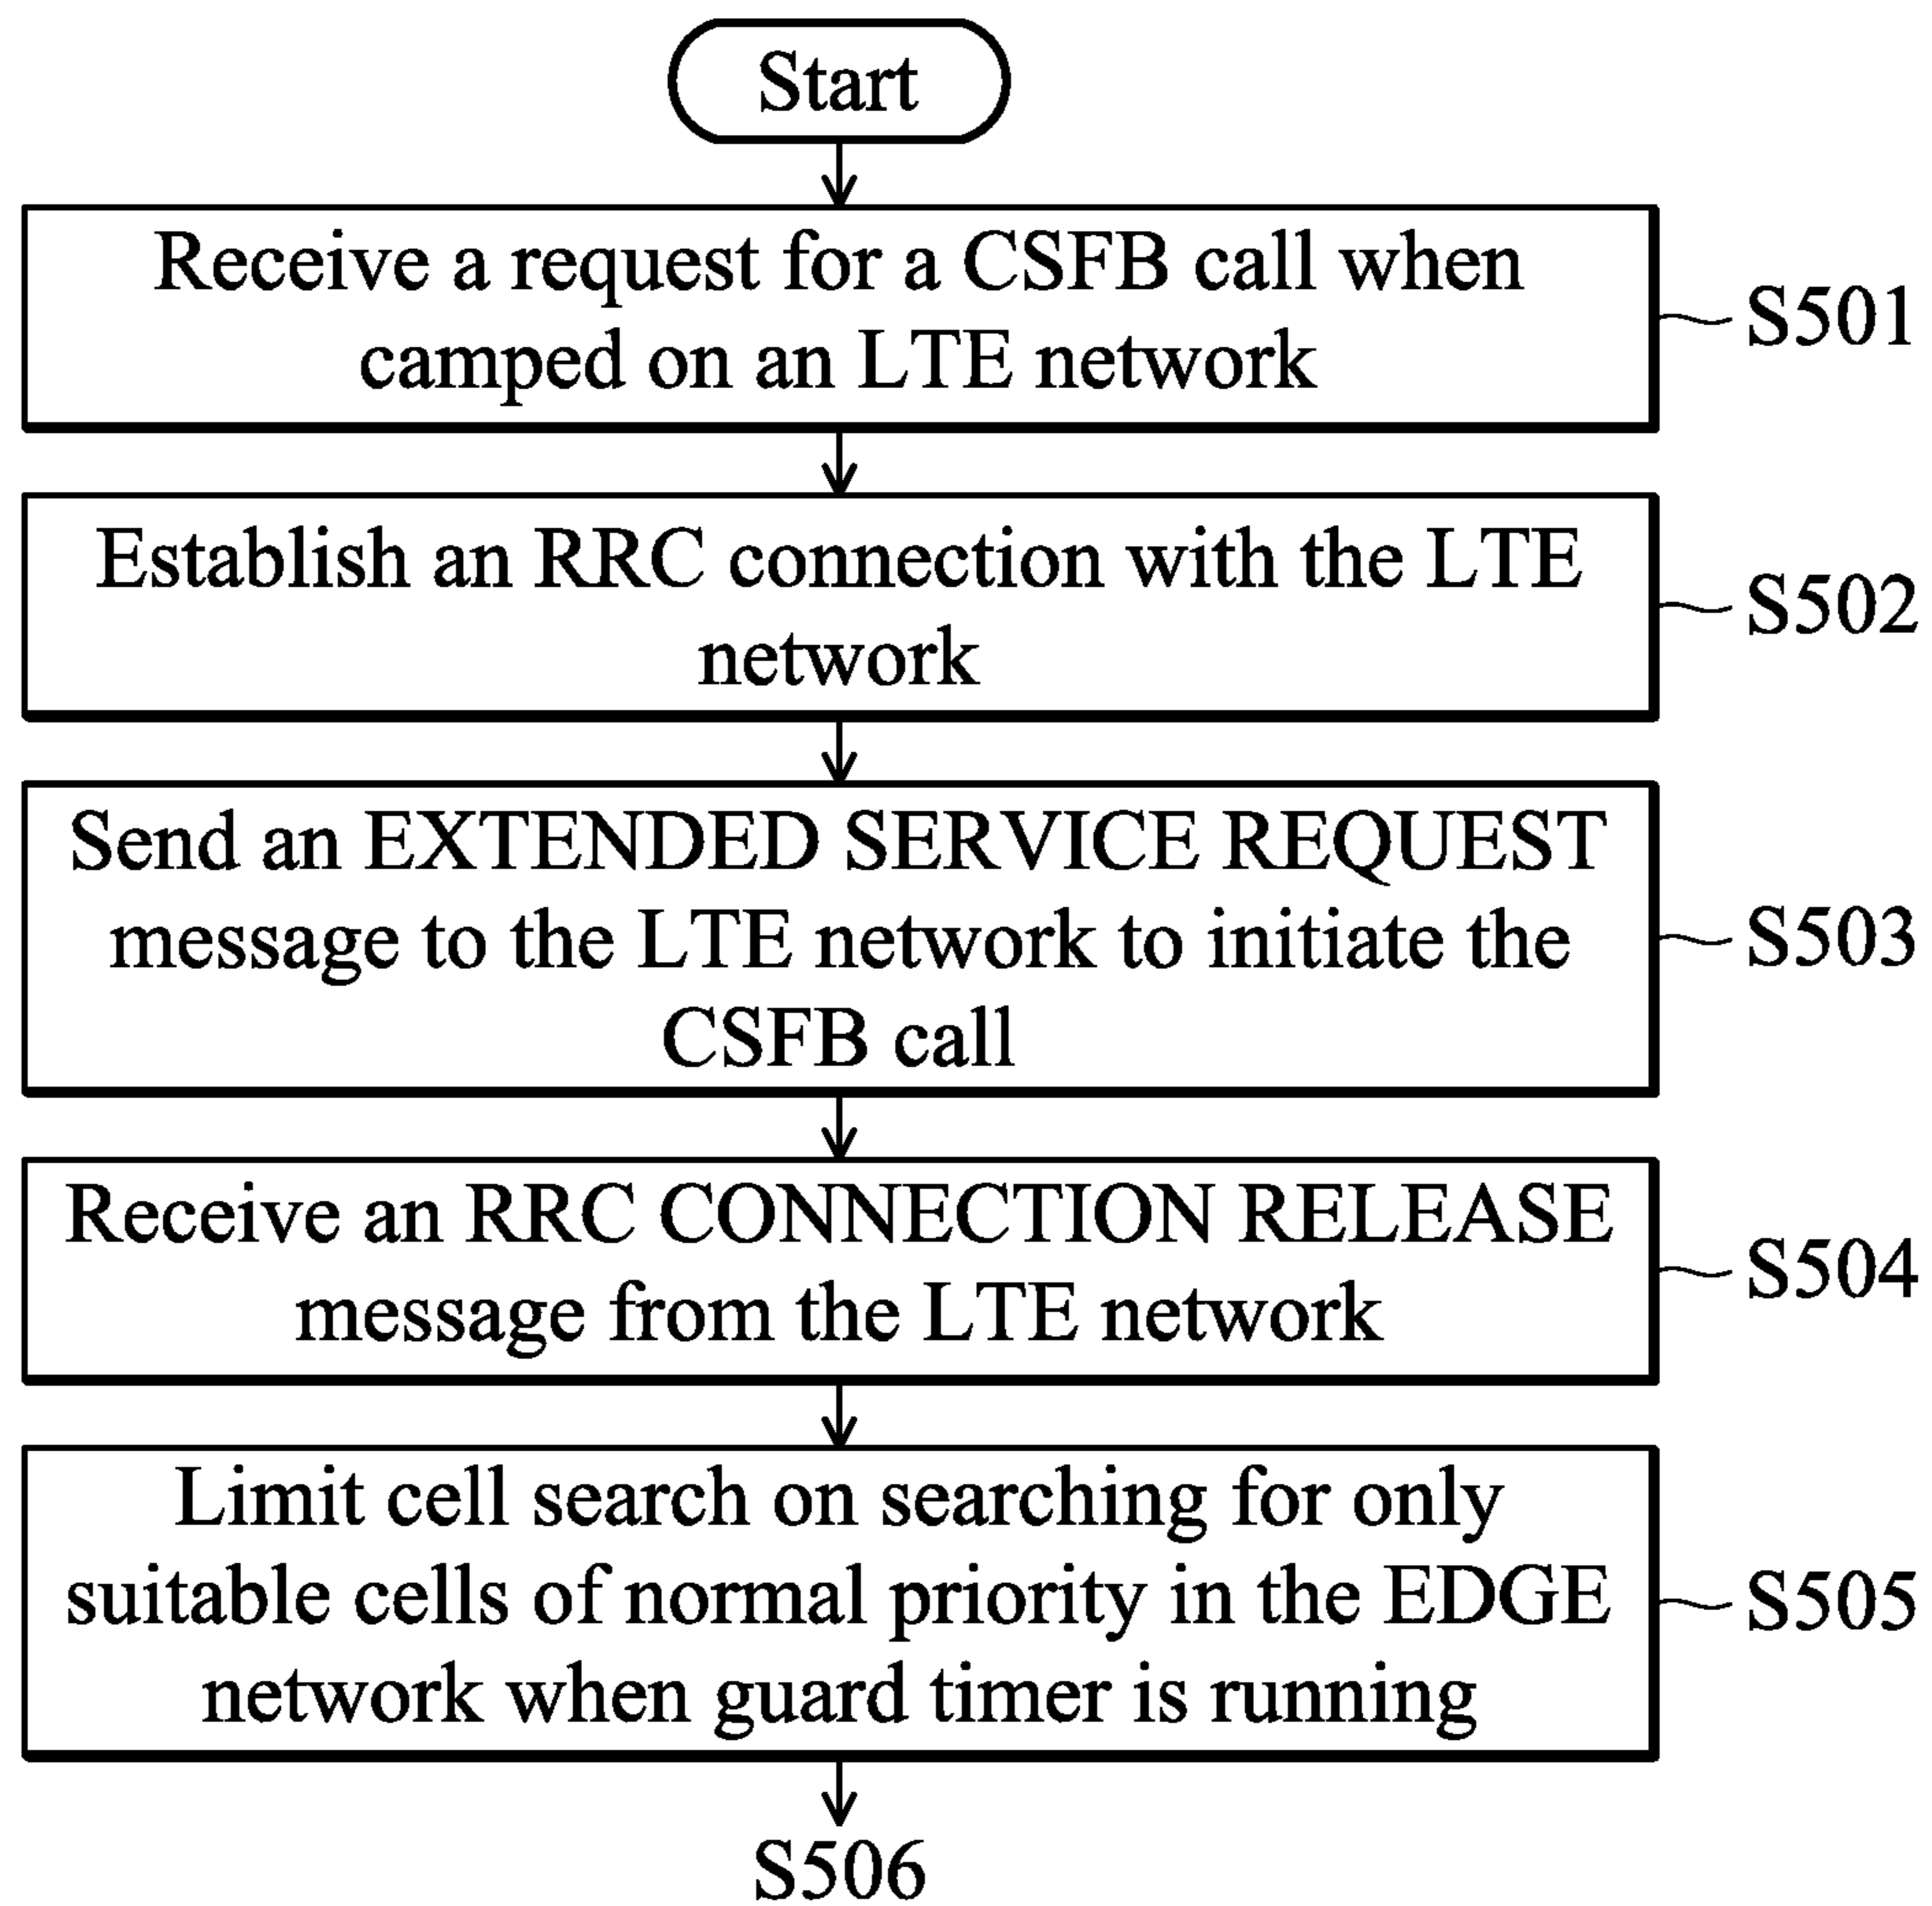 Start
Receive a request for a CSFB call when
camped on an LTE network
S501
Establish an RRC connection with the LTE
network
S502
Send an EXTENDED SERVICE REQUEST
message to the LTE network to initiate the
CSFB call
S503
Receive an RRC CONNECTION RELEASE
message from the LTE network
S504
Limit cell search on searching for only
suitable cells of normal priority in the EDGE
network when guard timer is running
S505
S506